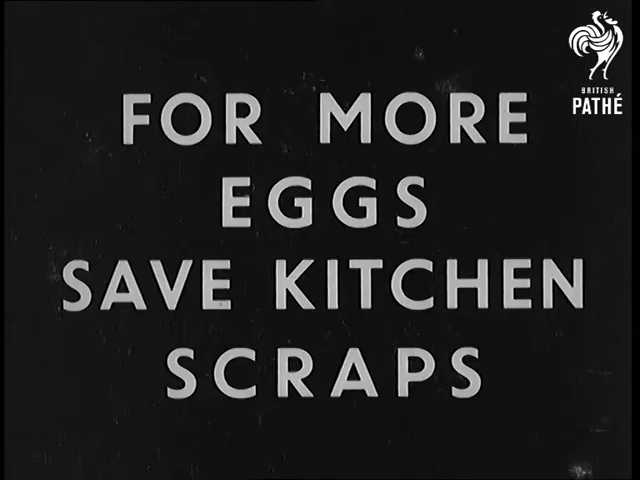 BRITISH
PATHÉ
FOR MORE
EGGS
SAVE KITCHEN
SCRAPS